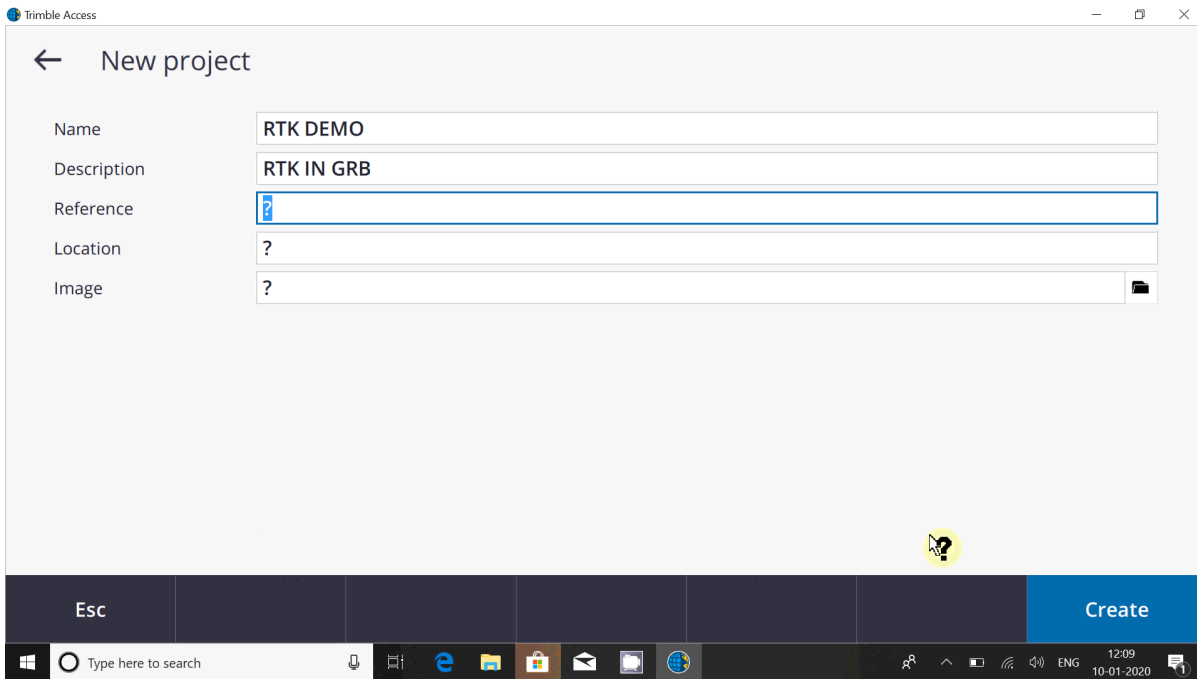 Trimble Access
New project
Name RTK DEMO
Description RTK IN GRB
Reference ?
Location ?
Image ?
?
Esc Create
Type here to search ENG 12:09
10-01-2020 1